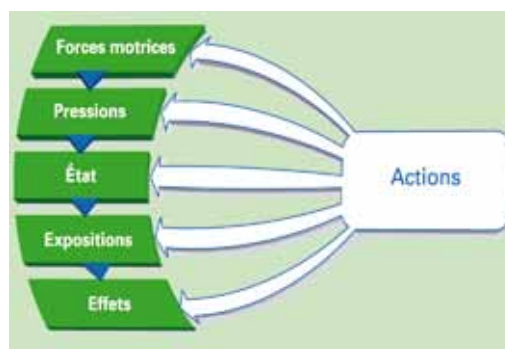 Forces motrices
Pressions
État
Expositions
Effets
Actions